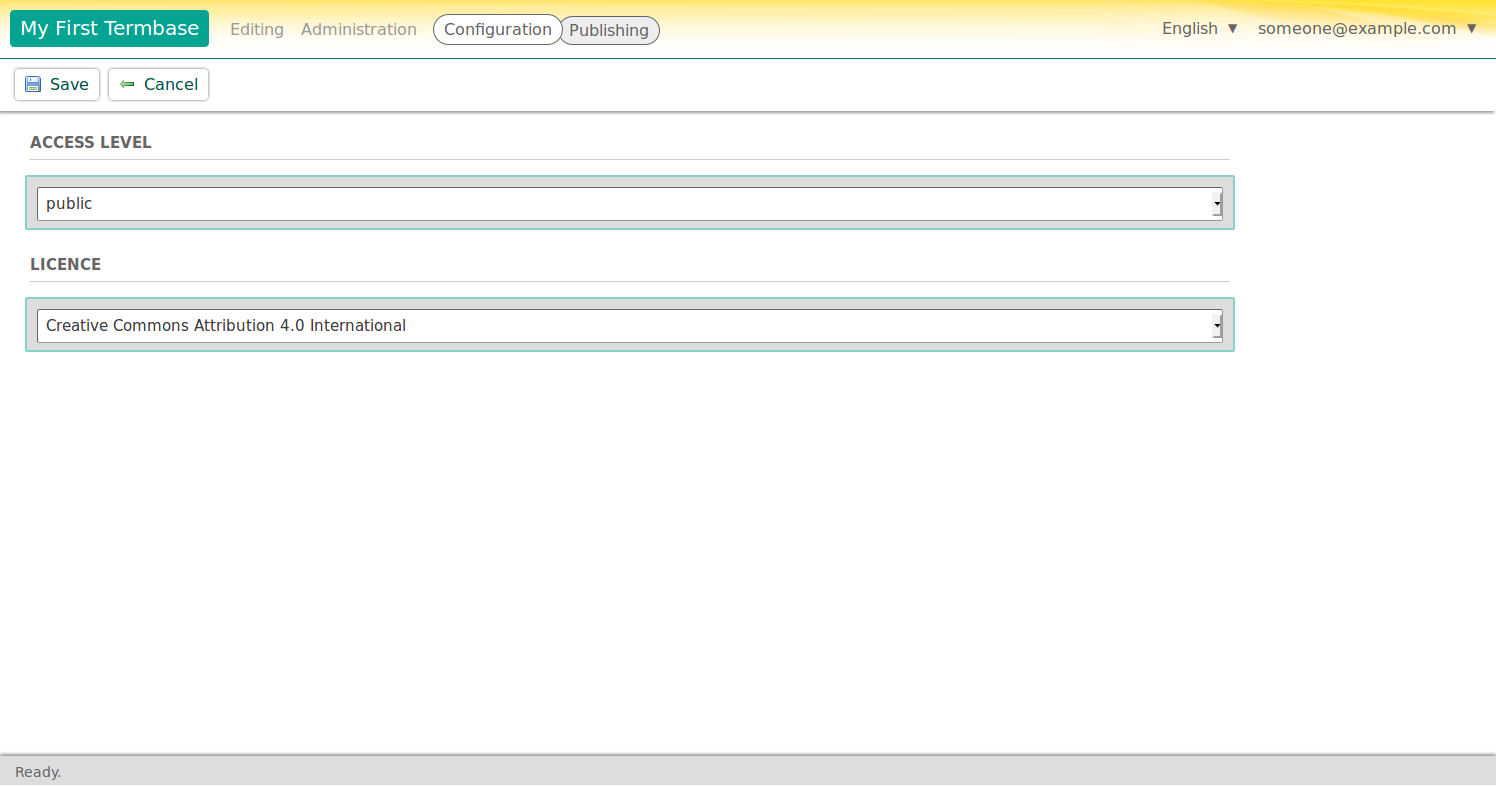 My First Termbase Editing Administration Configuration Publishing English ▼ someone@example.com ▼
Save Cancel
ACCESS LEVEL
public
LICENCE
Creative Commons Attribution 4.0 International
Ready.